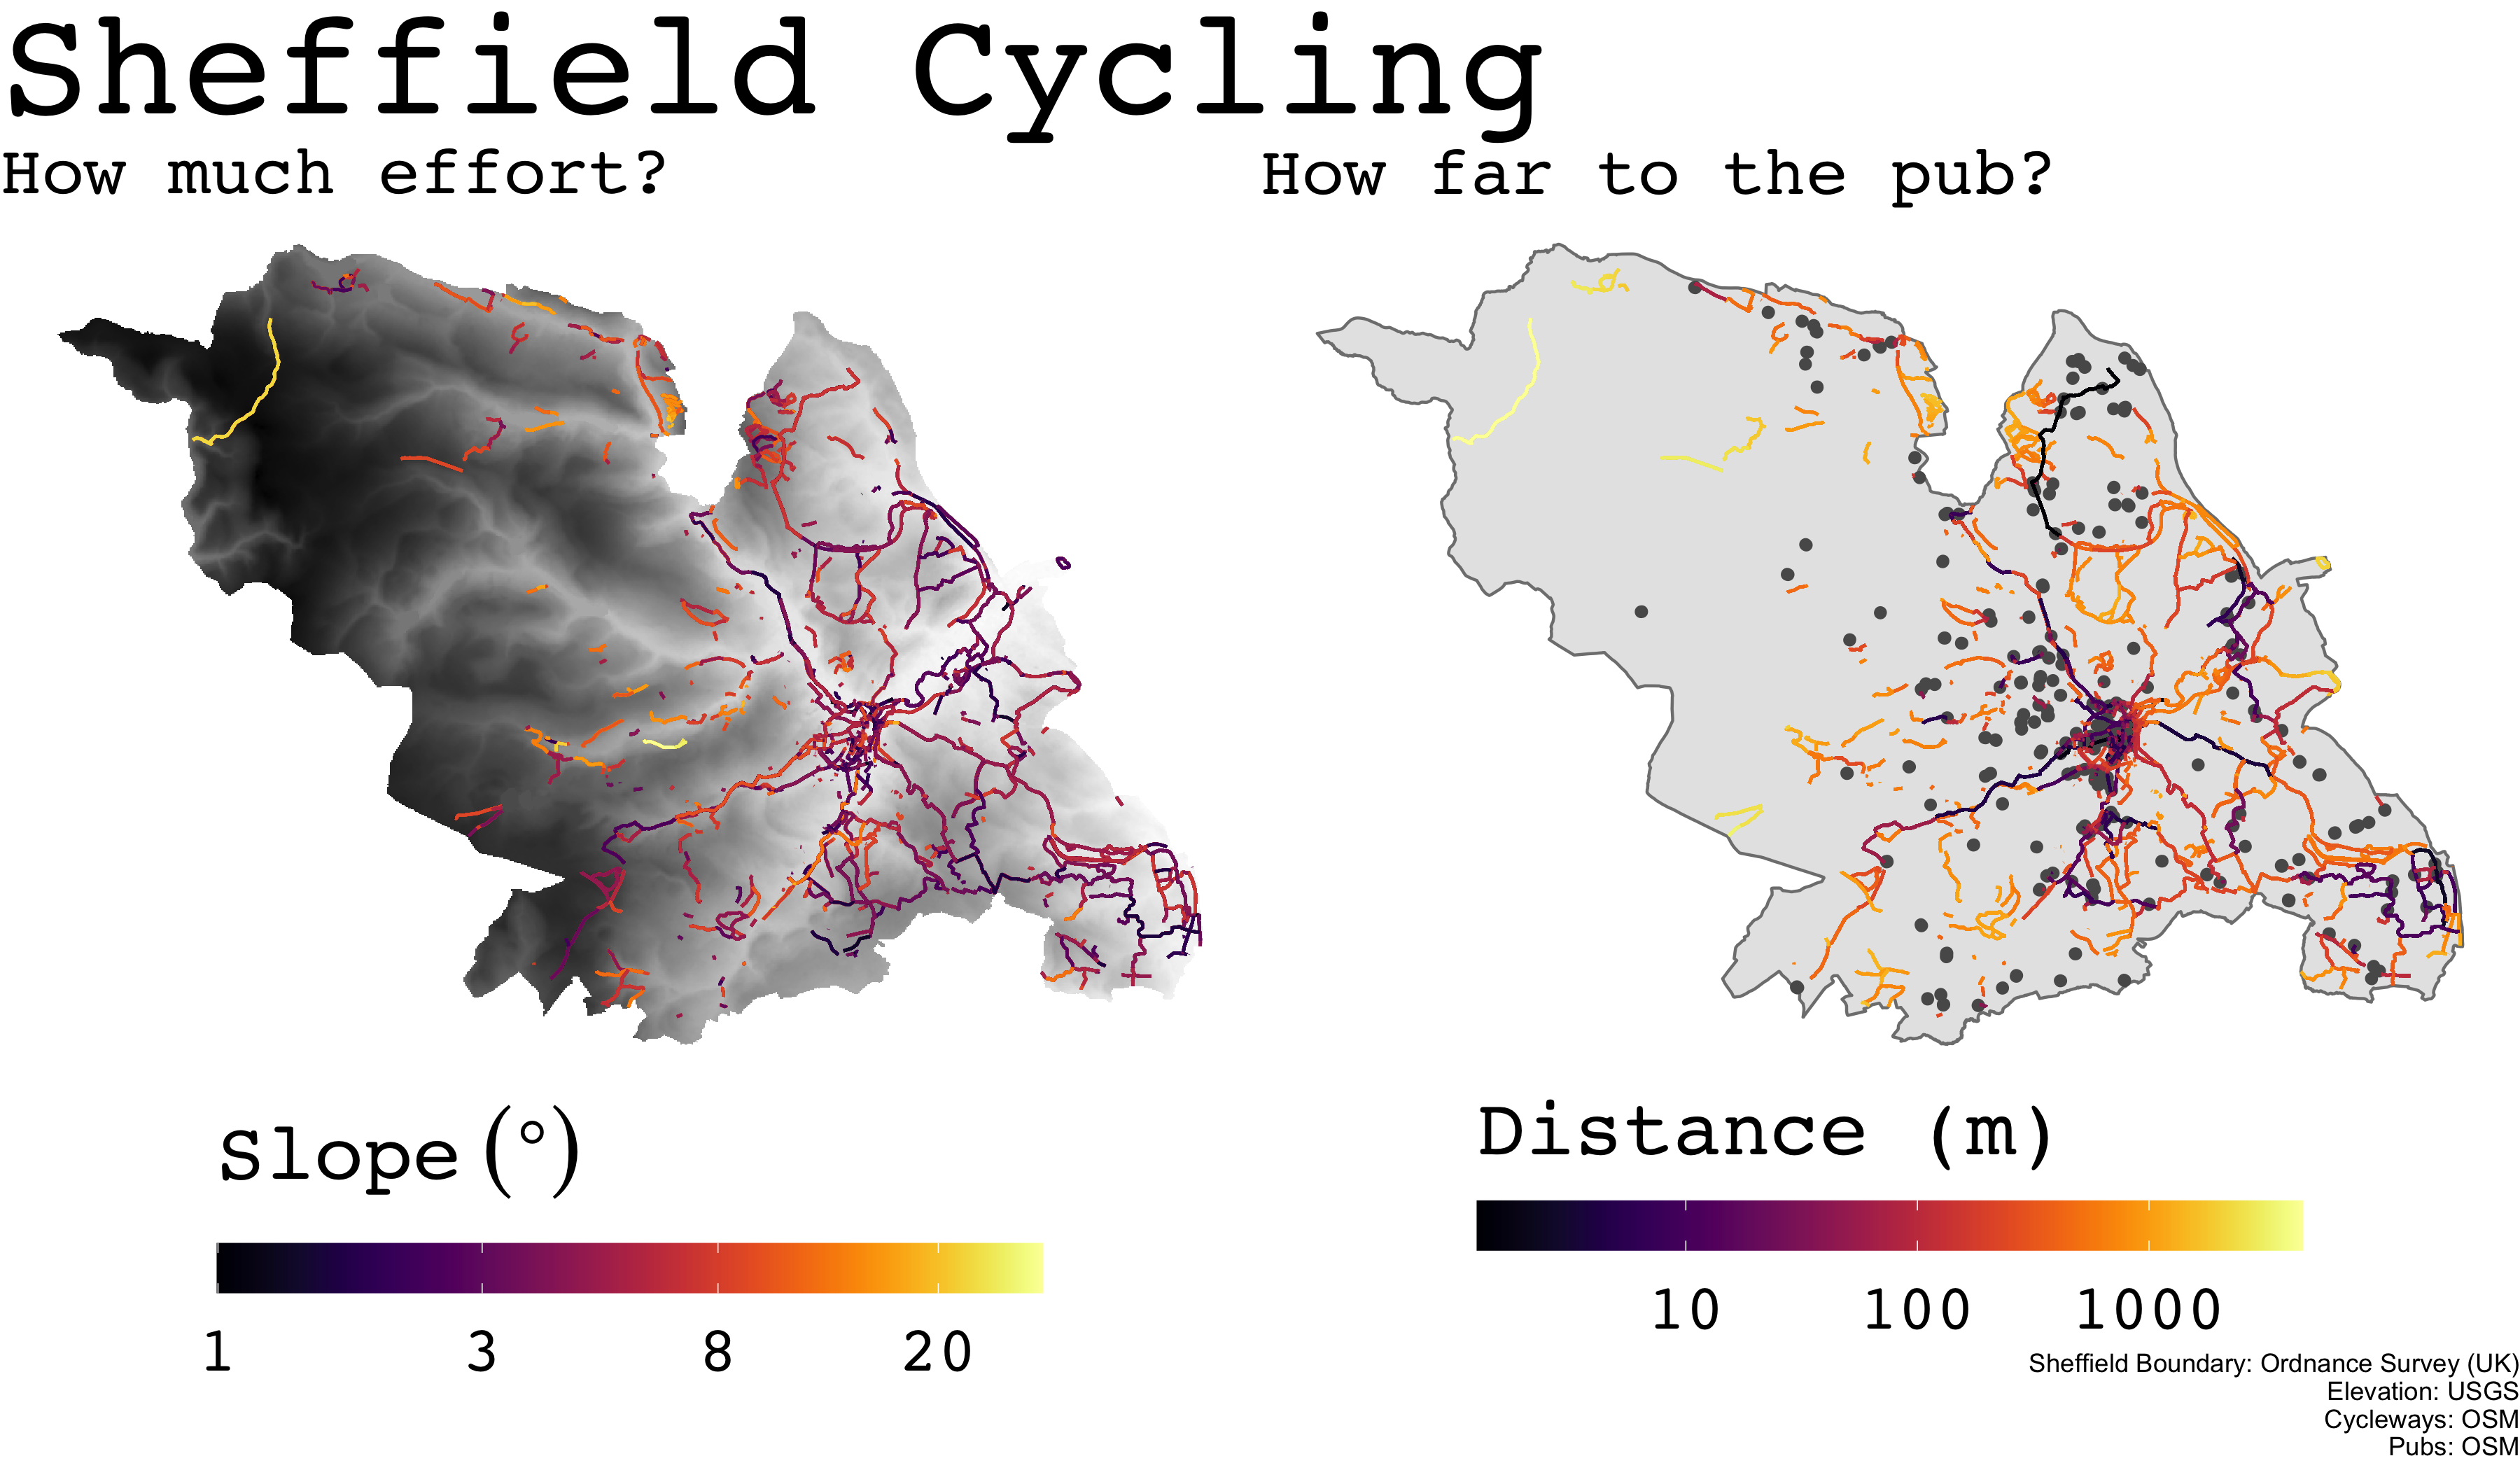 Sheffield Cycling
How much effort?
How far to the pub?
Slope (°)
1 3 8 20
Distance (m)
10 100 1000
Sheffield Boundary: Ordnance Survey (UK)
Elevation: USGS
Cycleways: OSM
Pubs: OSM